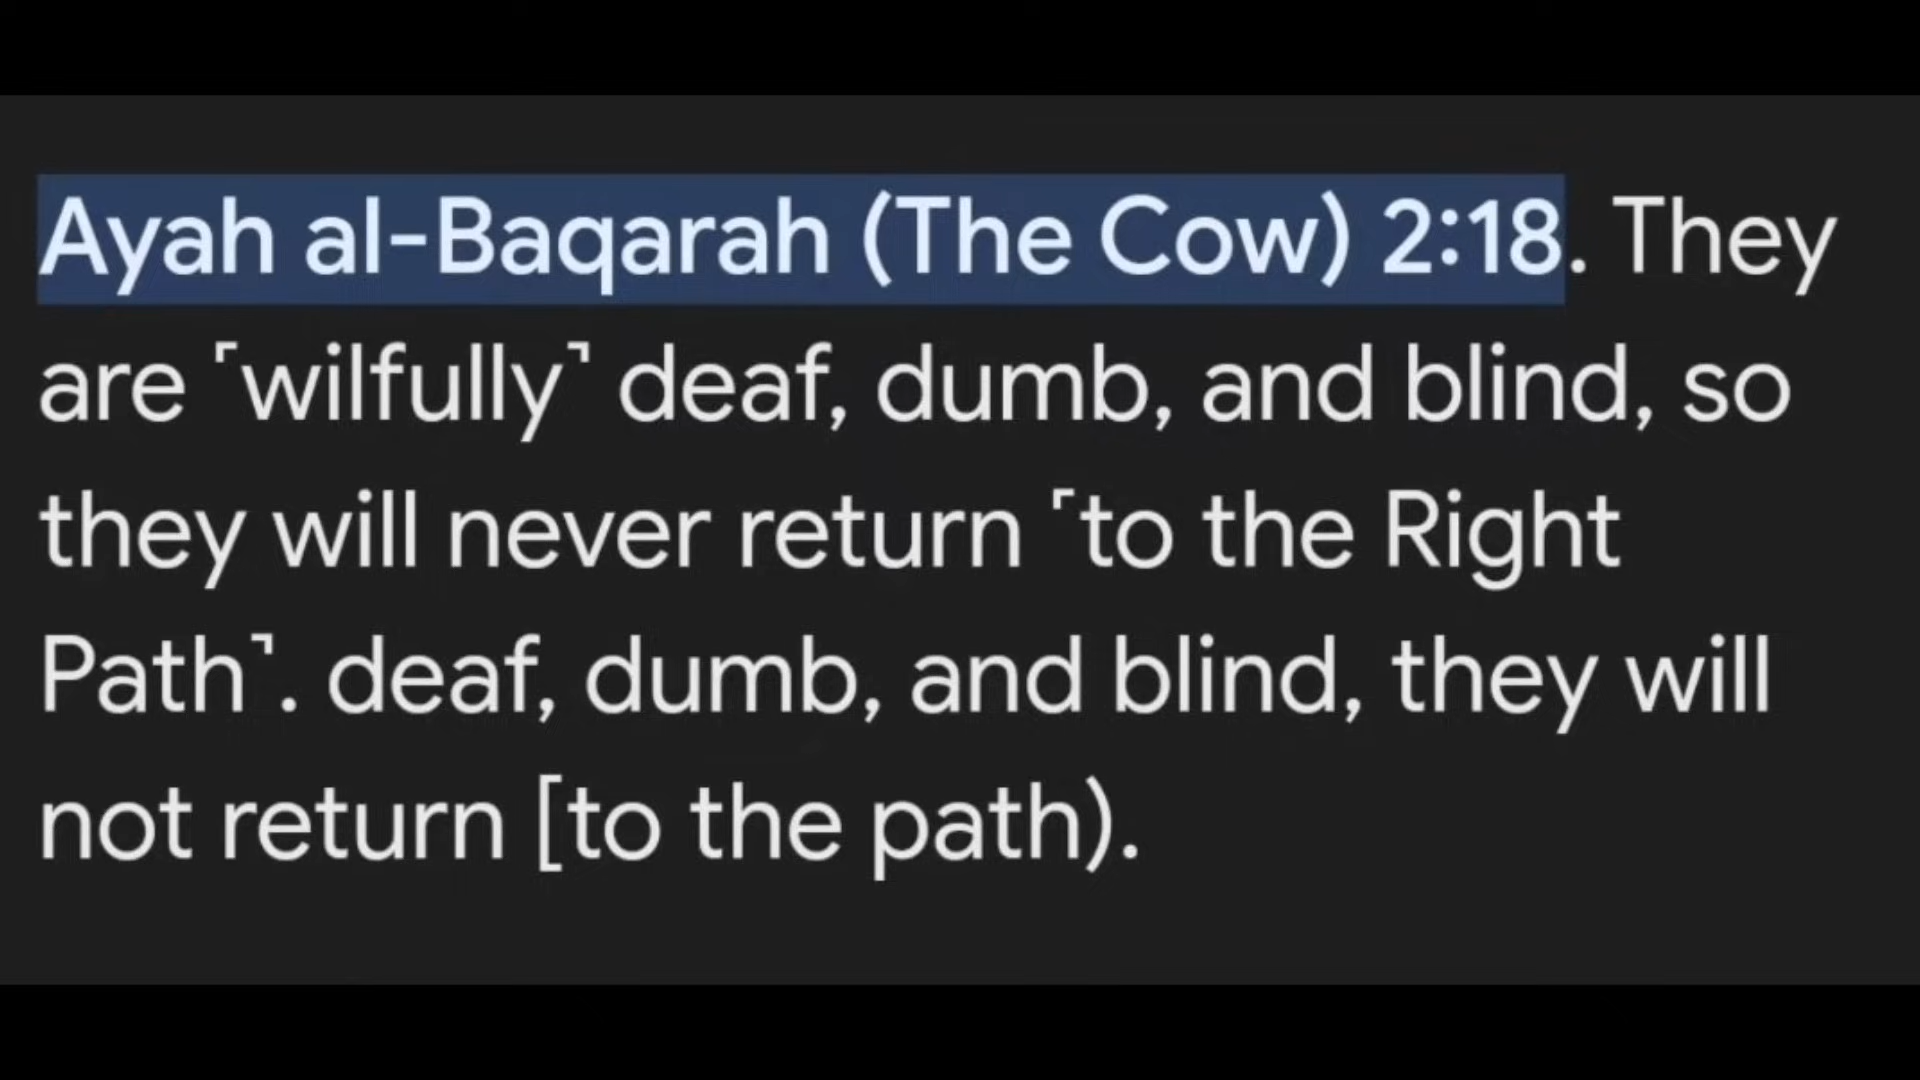 Ayah al-Baqarah (The Cow) 2:18. They
are ˹wilfully˺ deaf, dumb, and blind, so
they will never return ˹to the Right
Path˺. deaf, dumb, and blind, they will
not return [to the path).